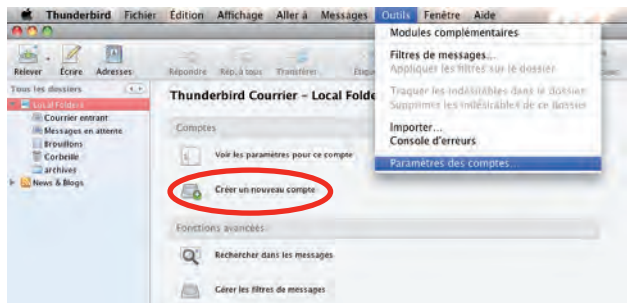 Thunderbird Fichier Edition Affichage Aller à Messages Outils Fenêtre Aide
Relever Écrire Adresses Répondre Rép. à tous Transférer
Tous les dossiers
Local Folders
Courrier entrant
Messages en attente
Brouillons
Corbeille
archives
News & Blogs
Thunderbird Courrier – Local Folde
Comptes
Voir les paramètres pour ce compte
Créer un nouveau compte
Fonctions avancées
Rechercher dans les messages
Gérer les filtres de messages
Modules complémentaires
Filtres de messages...
Appliquer les filtres sur le dossier
Traquer les indésirables dans le dossier
Supprimer les indésirables de ce dossier
Importer...
Console d'erreurs
Paramètres des comptes...